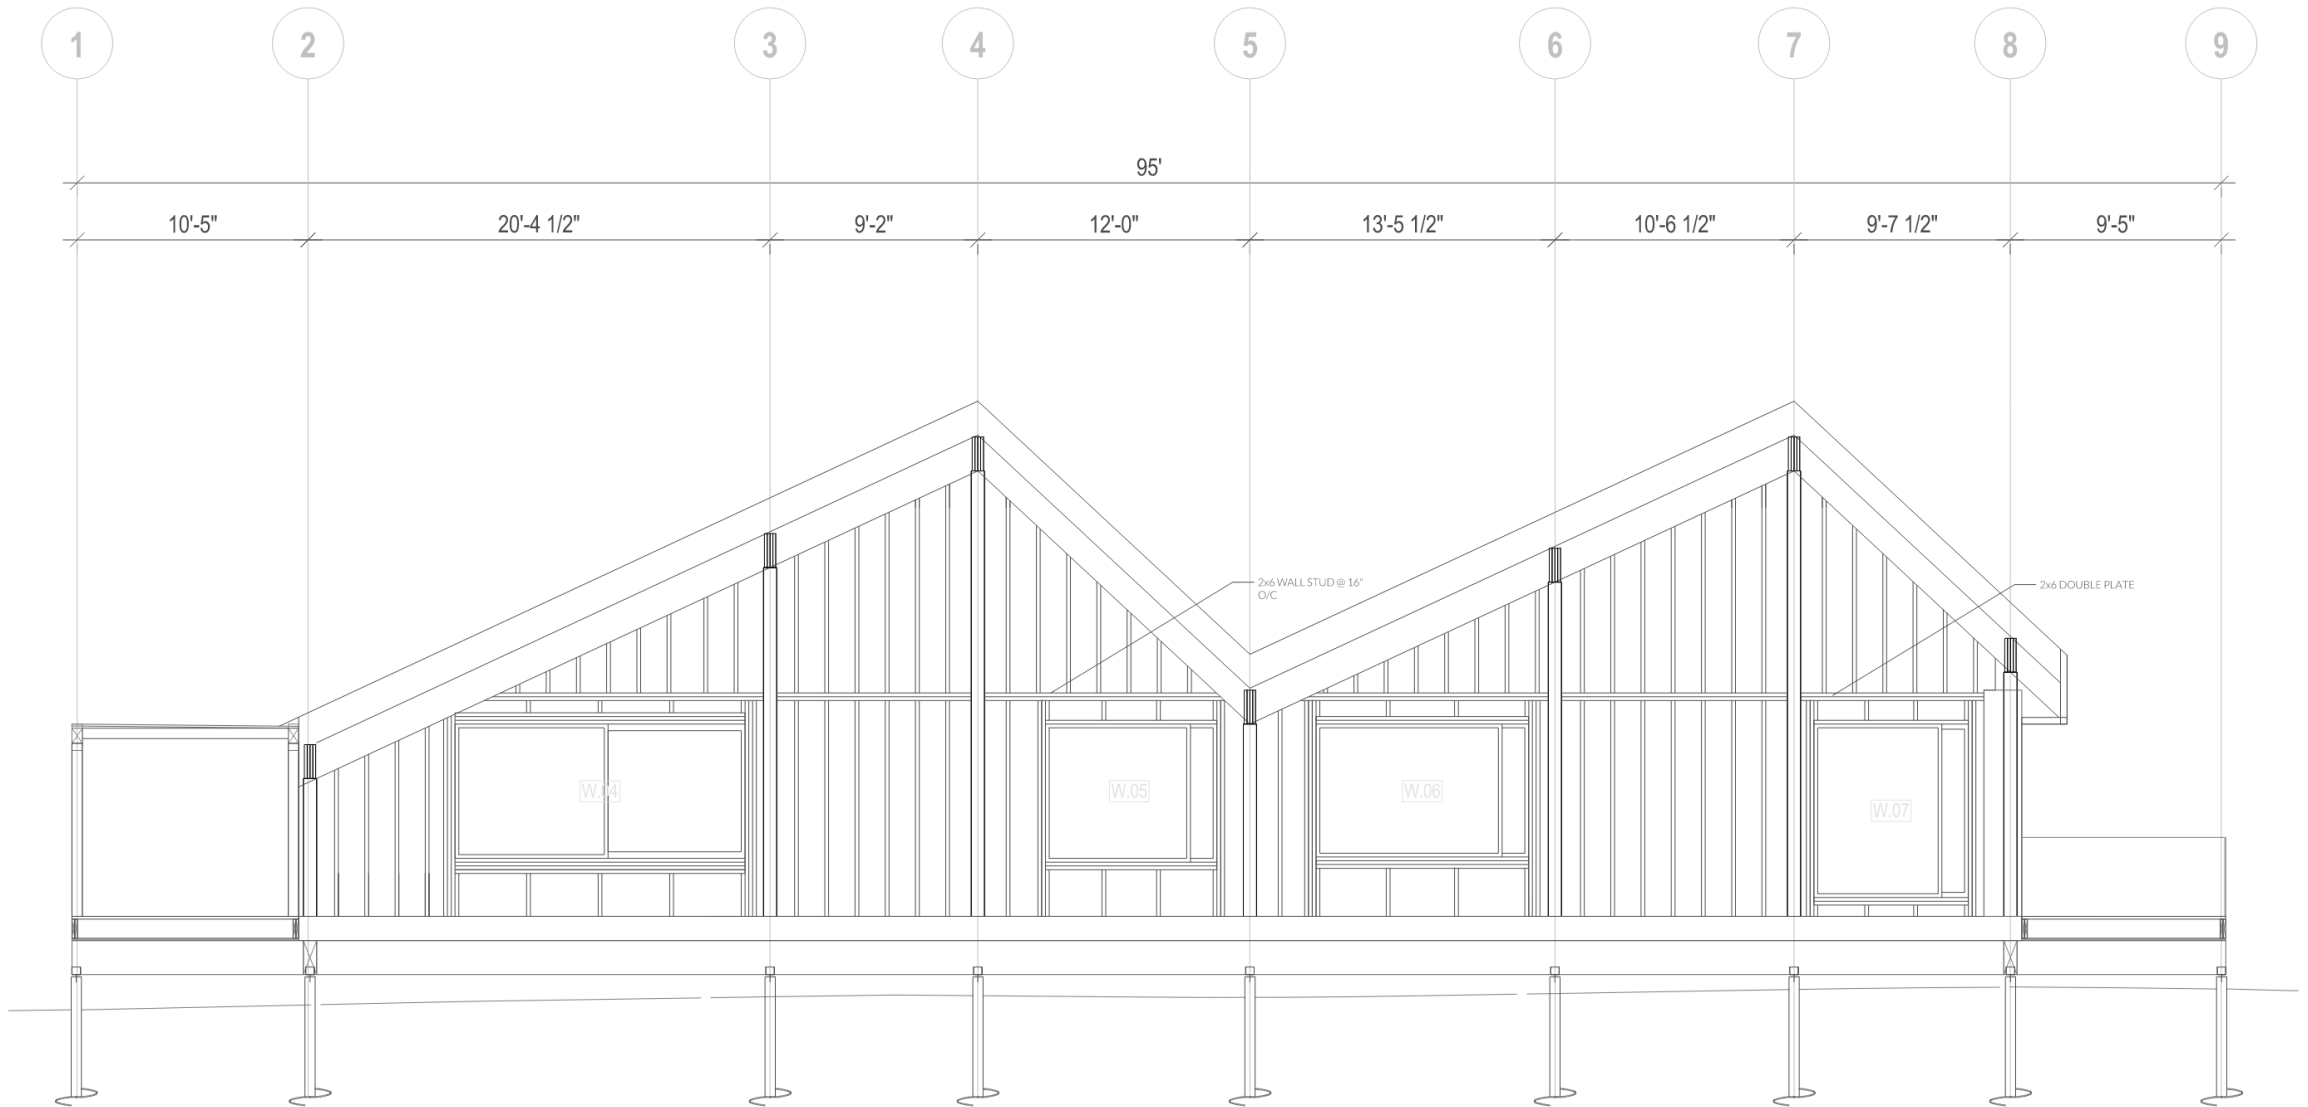 1
2
3
4
5
6
7
8
9
95'
10'-5"
20'-4 1/2"
9'-2"
12'-0"
13'-5 1/2"
10'-6 1/2"
9'-7 1/2"
9'-5"
2x6 WALL STUD @ 16"
O/C
2x6 DOUBLE PLATE
W.04
W.05
W.06
W.07